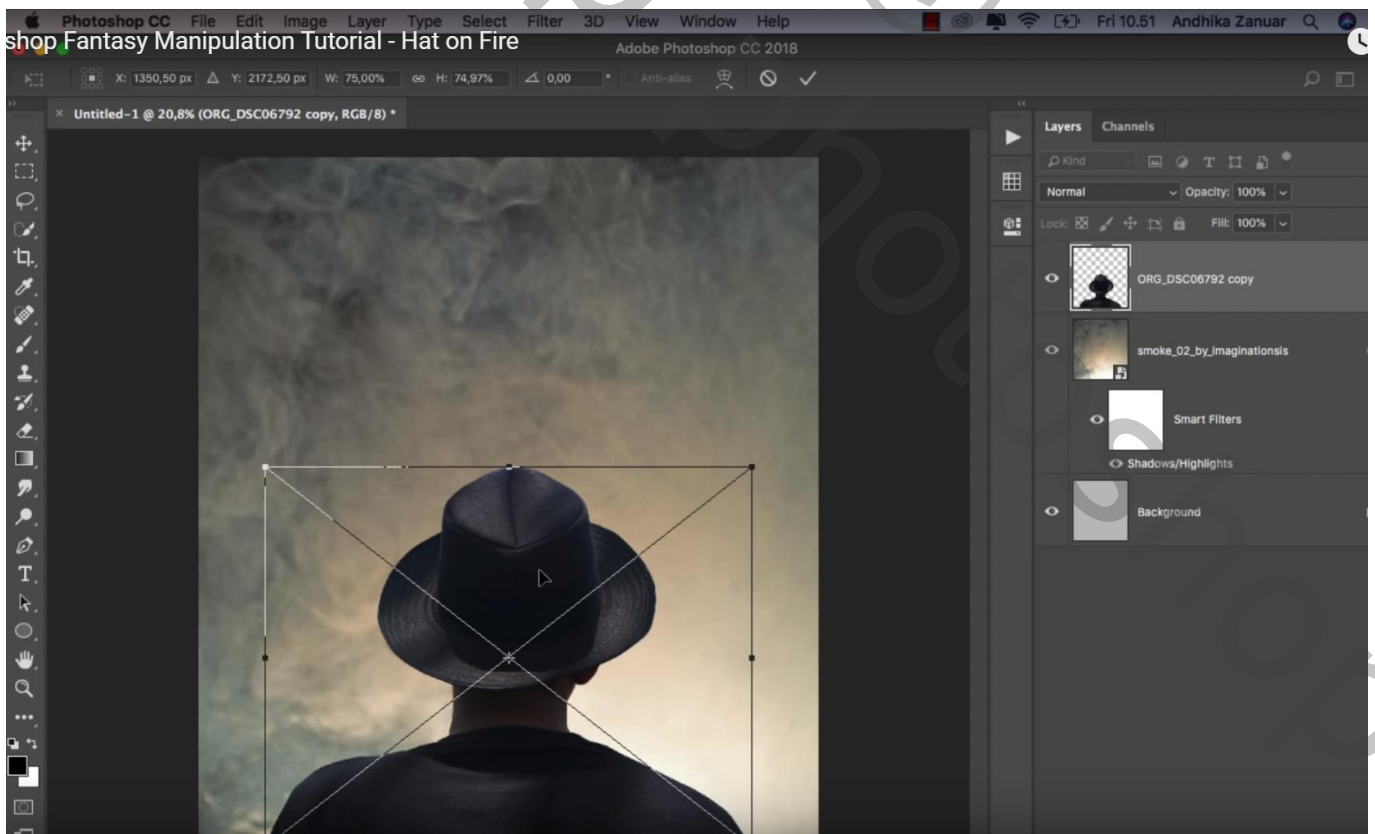 Photoshop CC File Edit Image Layer Type Select Filter 3D View Window Help Fri 10.51 Andhika Zanuar
shop Fantasy Manipulation Tutorial - Hat on Fire
Adobe Photoshop CC 2018
X: 1350,50 px Y: 2172,50 px W: 75,00% H: 74,97% 0,00 ° Anti-alias
× Untitled-1 @ 20,8% (ORG_DSC06792 copy, RGB/8) *
Layers Channels
Kind
Normal Opacity: 100%
Lock: Fill: 100%
ORG_DSC06792 copy
smoke_02_by_imaginationsis
Smart Filters
Shadows/Highlights
Background